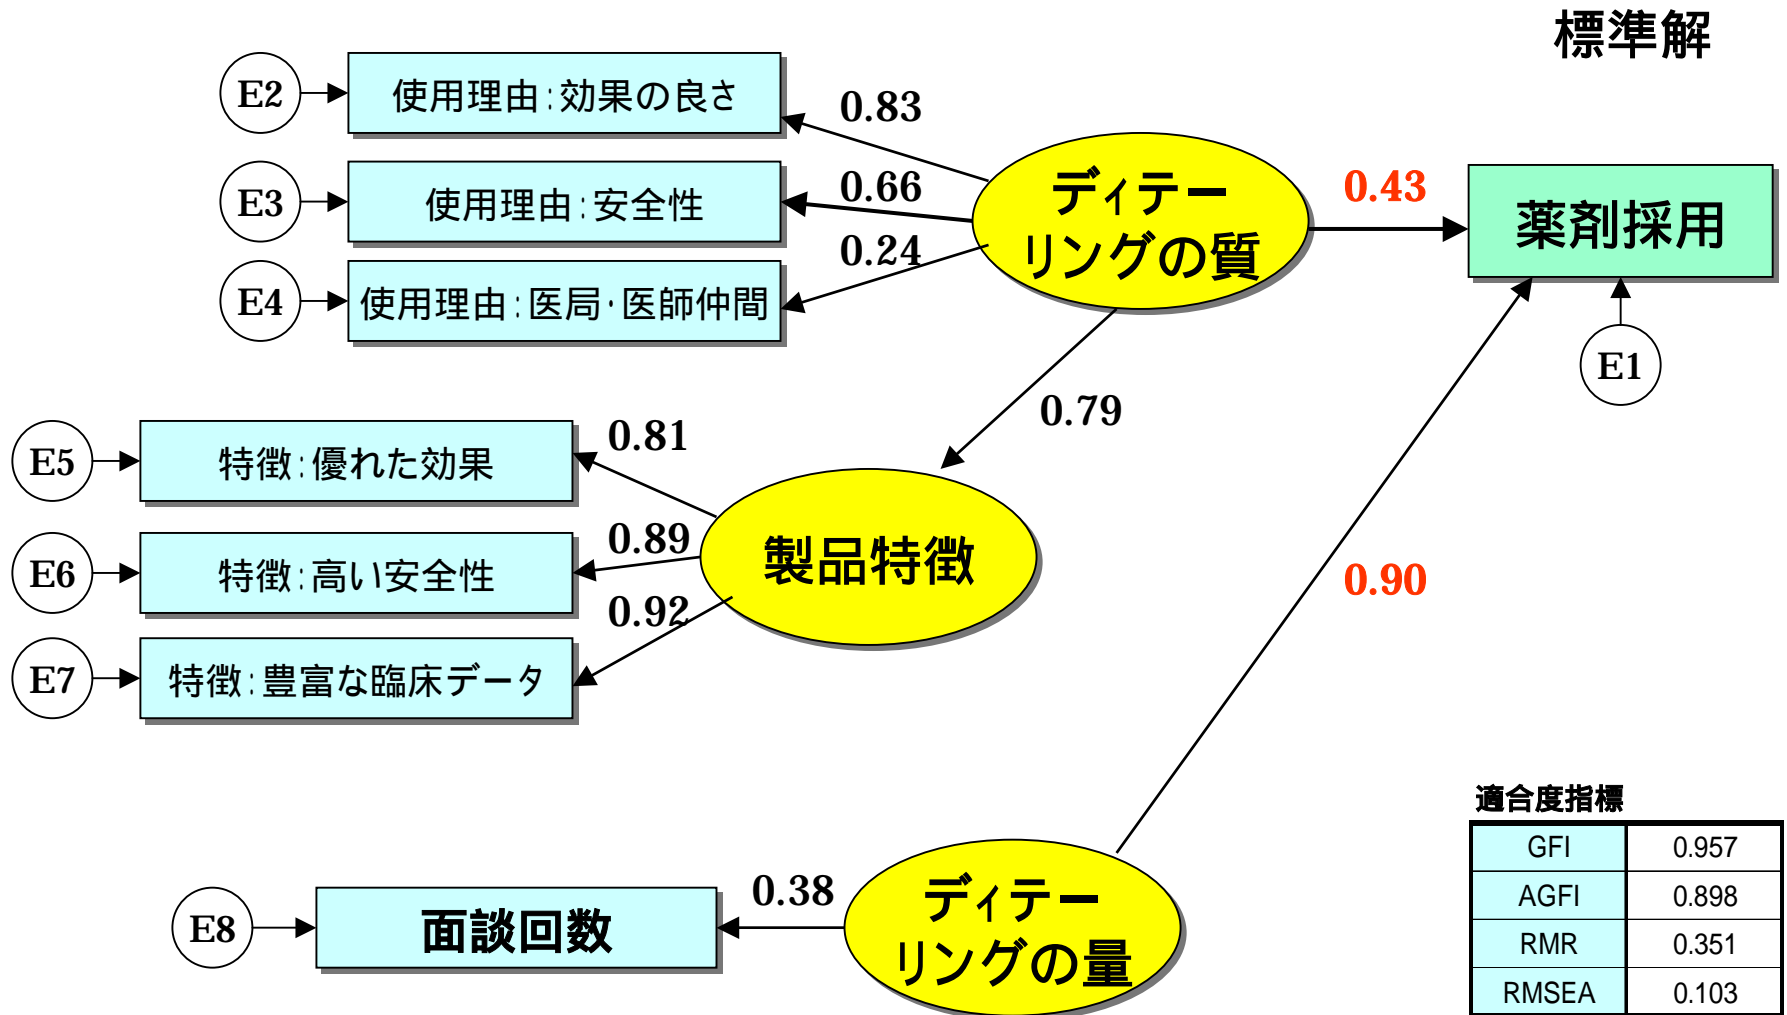 標準解
E2
使用理由:効果の良さ
0.83
E3
使用理由:安全性
0.66
E4
使用理由:医局・医師仲間
0.24
ディテー
リングの質
0.43
薬剤採用
E1
0.79
E5
特徴:優れた効果
0.81
E6
特徴:高い安全性
0.89
E7
特徴:豊富な臨床データ
0.92
製品特徴
0.90
E8
面談回数
0.38
ディテー
リングの量
適合度指標
GFI 0.957
AGFI 0.898
RMR 0.351
RMSEA 0.103